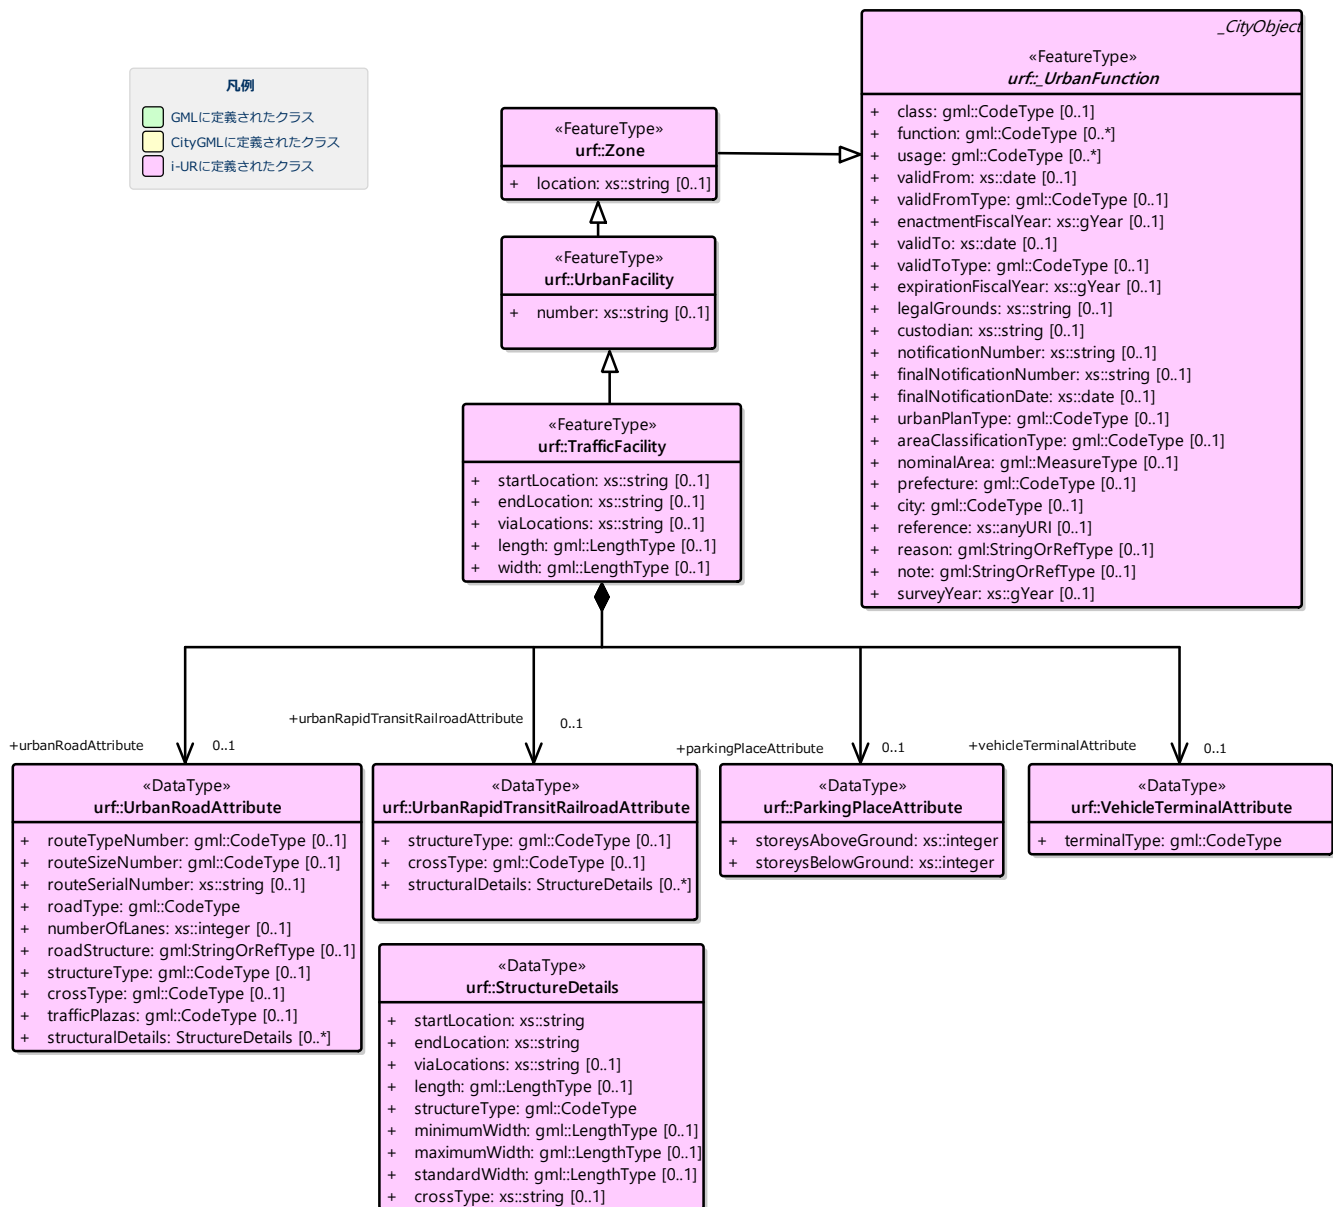 凡例
GMLに定義されたクラス
CityGMLに定義されたクラス
i-URに定義されたクラス
_CityObject
«FeatureType»
urf::_UrbanFunction
+ class: gml::CodeType [0..1]
+ function: gml::CodeType [0..*]
+ usage: gml::CodeType [0..*]
+ validFrom: xs::date [0..1]
+ validFromType: gml::CodeType [0..1]
+ enactmentFiscalYear: xs::gYear [0..1]
+ validTo: xs::date [0..1]
+ validToType: gml::CodeType [0..1]
+ expirationFiscalYear: xs::gYear [0..1]
+ legalGrounds: xs::string [0..1]
+ custodian: xs::string [0..1]
+ notificationNumber: xs::string [0..1]
+ finalNotificationNumber: xs::string [0..1]
+ finalNotificationDate: xs::date [0..1]
+ urbanPlanType: gml::CodeType [0..1]
+ areaClassificationType: gml::CodeType [0..1]
+ nominalArea: gml::MeasureType [0..1]
+ prefecture: gml::CodeType [0..1]
+ city: gml::CodeType [0..1]
+ reference: xs::anyURI [0..1]
+ reason: gml:StringOrRefType [0..1]
+ note: gml:StringOrRefType [0..1]
+ surveyYear: xs::gYear [0..1]
«FeatureType»
urf::Zone
+ location: xs::string [0..1]
«FeatureType»
urf::UrbanFacility
+ number: xs::string [0..1]
«FeatureType»
urf::TrafficFacility
+ startLocation: xs::string [0..1]
+ endLocation: xs::string [0..1]
+ viaLocations: xs::string [0..1]
+ length: gml::LengthType [0..1]
+ width: gml::LengthType [0..1]
+urbanRoadAttribute 0..1
+urbanRapidTransitRailroadAttribute 0..1
+parkingPlaceAttribute 0..1
+vehicleTerminalAttribute 0..1
«DataType»
urf::UrbanRoadAttribute
+ routeTypeNumber: gml::CodeType [0..1]
+ routeSizeNumber: gml::CodeType [0..1]
+ routeSerialNumber: xs::string [0..1]
+ roadType: gml::CodeType
+ numberOfLanes: xs::integer [0..1]
+ roadStructure: gml:StringOrRefType [0..1]
+ structureType: gml::CodeType [0..1]
+ crossType: gml::CodeType [0..1]
+ trafficPlazas: gml::CodeType [0..1]
+ structuralDetails: StructureDetails [0..*]
«DataType»
urf::UrbanRapidTransitRailroadAttribute
+ structureType: gml::CodeType [0..1]
+ crossType: gml::CodeType [0..1]
+ structuralDetails: StructureDetails [0..*]
«DataType»
urf::ParkingPlaceAttribute
+ storeysAboveGround: xs::integer
+ storeysBelowGround: xs::integer
«DataType»
urf::VehicleTerminalAttribute
+ terminalType: gml::CodeType
«DataType»
urf::StructureDetails
+ startLocation: xs::string
+ endLocation: xs::string
+ viaLocations: xs::string [0..1]
+ length: gml::LengthType [0..1]
+ structureType: gml::CodeType
+ minimumWidth: gml::LengthType [0..1]
+ maximumWidth: gml::LengthType [0..1]
+ standardWidth: gml::LengthType [0..1]
+ crossType: xs::string [0..1]